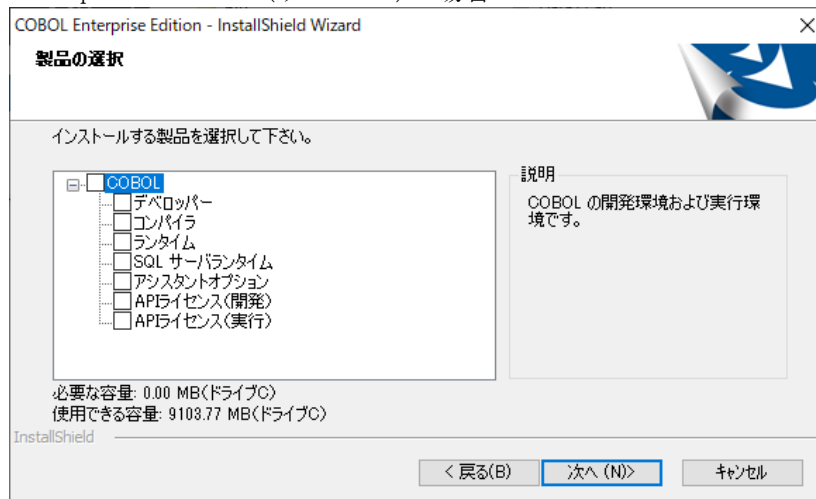 COBOL Enterprise Edition - InstallShield Wizard
製品の選択
インストールする製品を選択して下さい。
COBOL
デベロッパー
コンパイラ
ランタイム
SQL サーバランタイム
アシスタントオプション
APIライセンス(開発)
APIライセンス(実行)
説明
COBOL の開発環境および実行環
境です。
必要な容量: 0.00 MB(ドライブC)
使用できる容量: 9103.77 MB(ドライブC)
InstallShield
< 戻る(B)
次へ (N)>
キャンセル